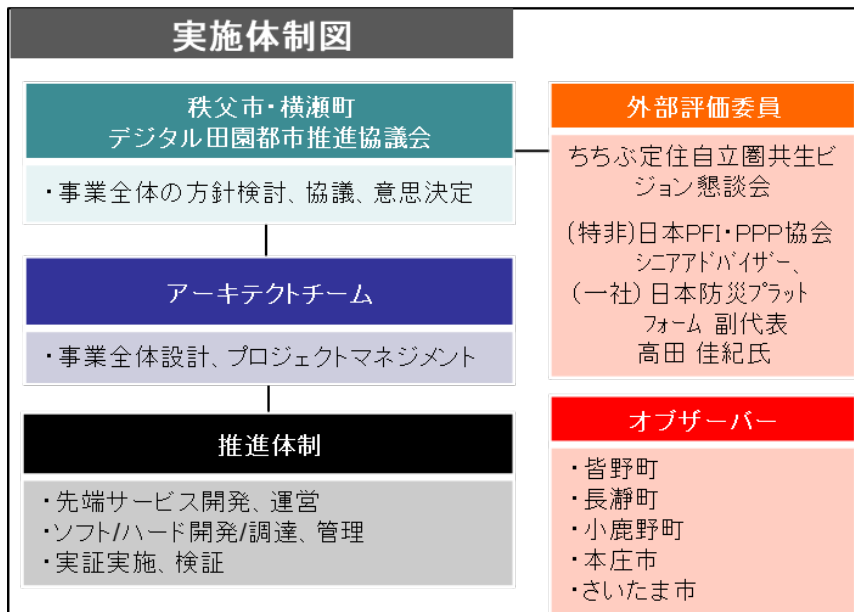 実施体制図
秩父市・横瀬町
デジタル田園都市推進協議会
・事業全体の方針検討、協議、意思決定
アーキテクトチーム
・事業全体設計、プロジェクトマネジメント
推進体制
・先端サービス開発、運営
・ソフト/ハード開発/調達、管理
・実証実施、検証
外部評価委員
ちちぶ定住自立圏共生ビ
ジョン懇談会
(特非)日本PFI・PPP協会
シニアアドバイザー、
(一社)日本防災プラット
フォーム 副代表
高田 佳紀氏
オブザーバー
・皆野町
・長瀞町
・小鹿野町
・本庄市
・さいたま市